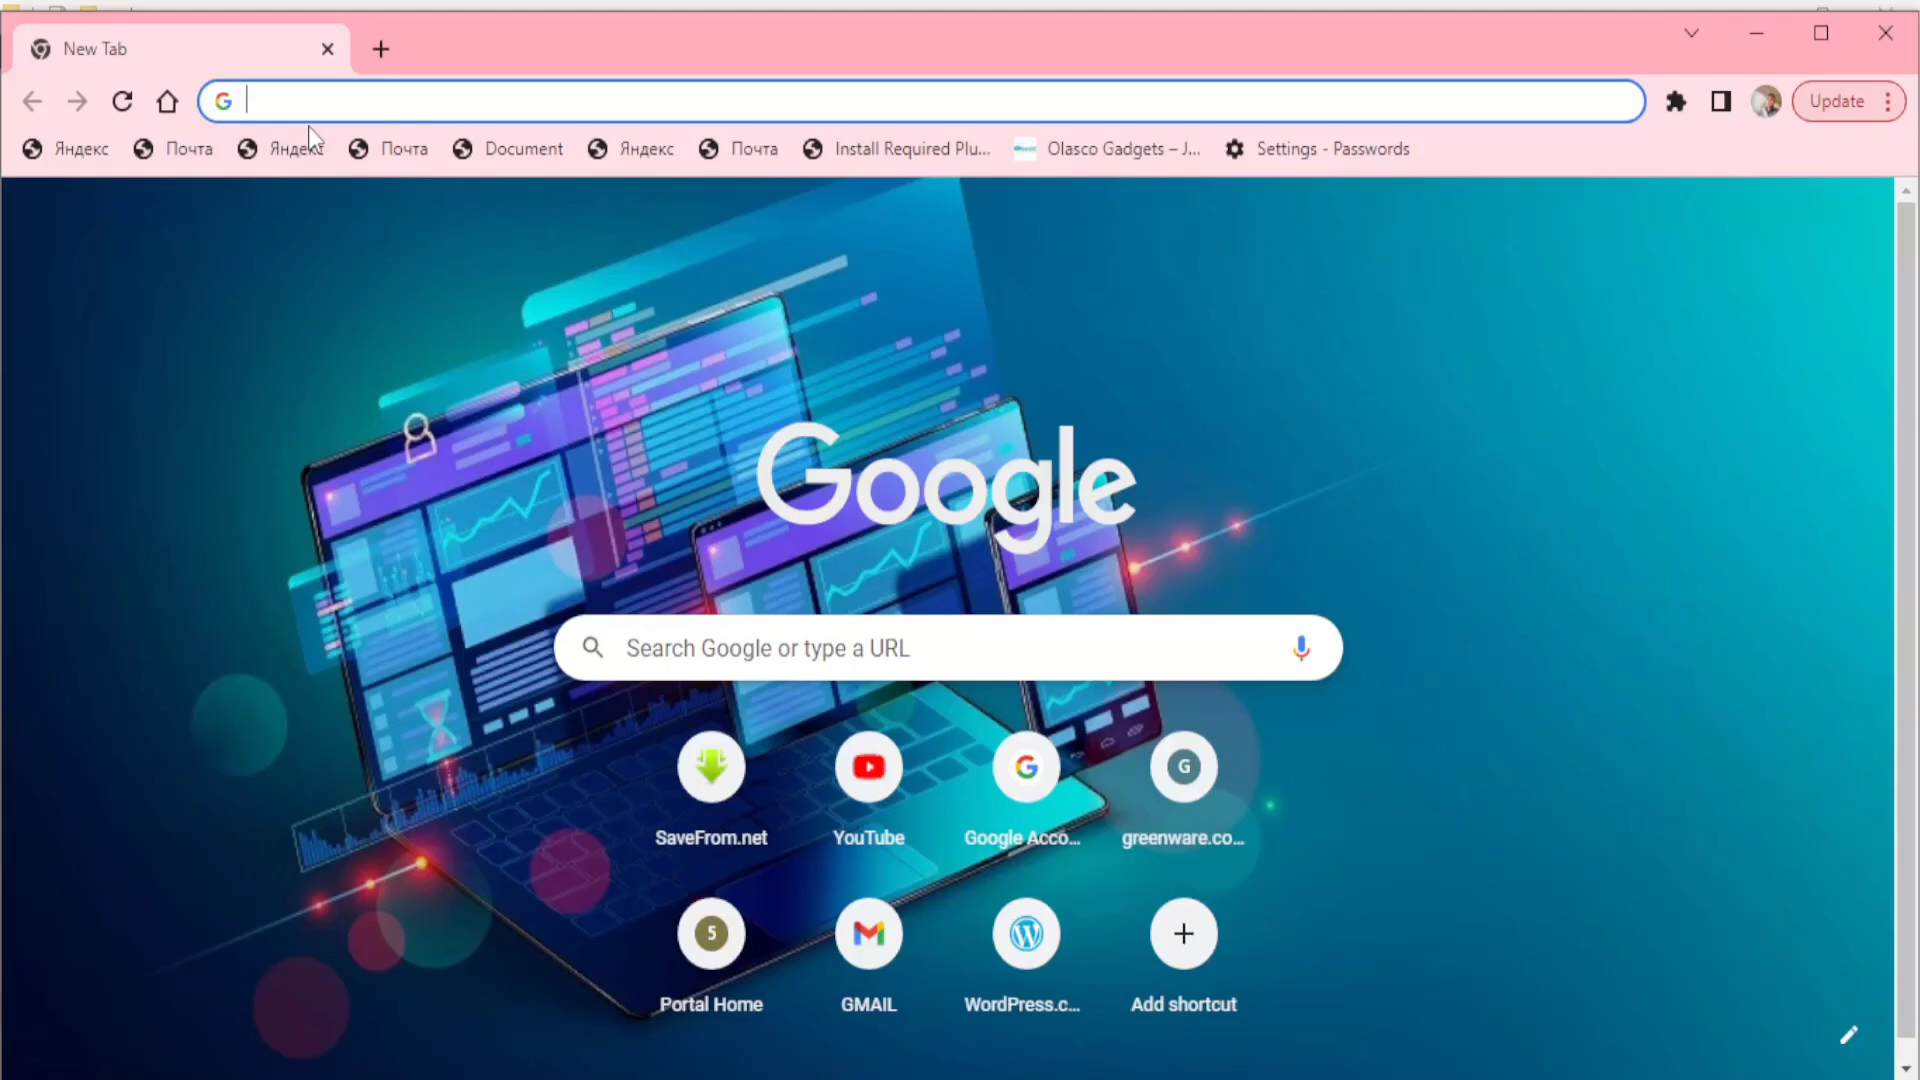 New Tab
Update
Яндекс Почта Яндекс Почта Document Яндекс Почта Install Required Plu... Olasco Gadgets – J... Settings - Passwords
Google
Search Google or type a URL
G
SaveFrom.net YouTube Google Acco... greenware.co...
5
Portal Home GMAIL WordPress.c... Add shortcut